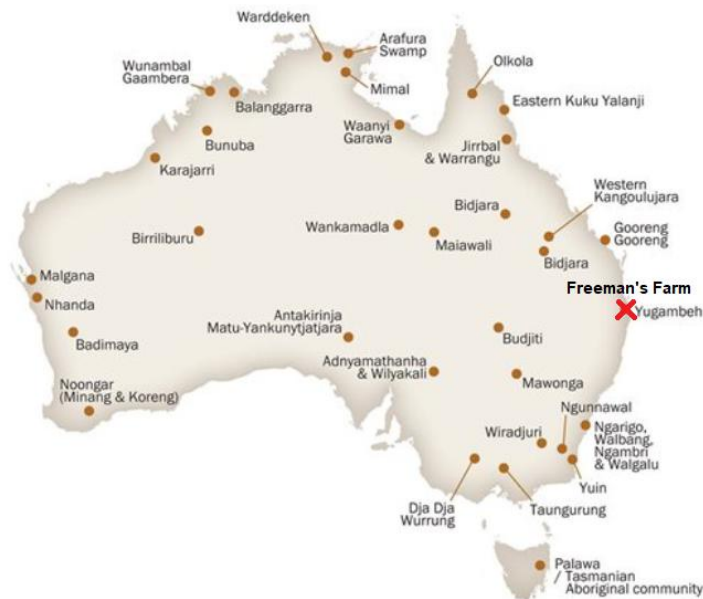 Warddeken
Arafura
Swamp
Wunambal
Gaambera
Mimal
Olkola
Balanggarra
Eastern Kuku Yalanji
Waanyi
Garawa
Bunuba
Jirrbal
& Warrangu
Karajarri
Western
Kangoulujara
Bidjara
Gooreng
Gooreng
Wankamadla
Birriliburu
Maiawali
Bidjara
Malgana
Freeman's Farm
Nhanda
Yugambeh
Antakirinja
Matu-Yankunytjatjara
Badimaya
Budjiti
Adnyamathanha
& Wilyakali
Mawonga
Noongar
(Minang & Koreng)
Ngunnawal
Wiradjuri
Ngarigo,
Walbang,
Ngambri
& Walgalu
Yuin
Dja Dja
Wurrung
Taungurung
Palawa
/ Tasmanian
Aboriginal community